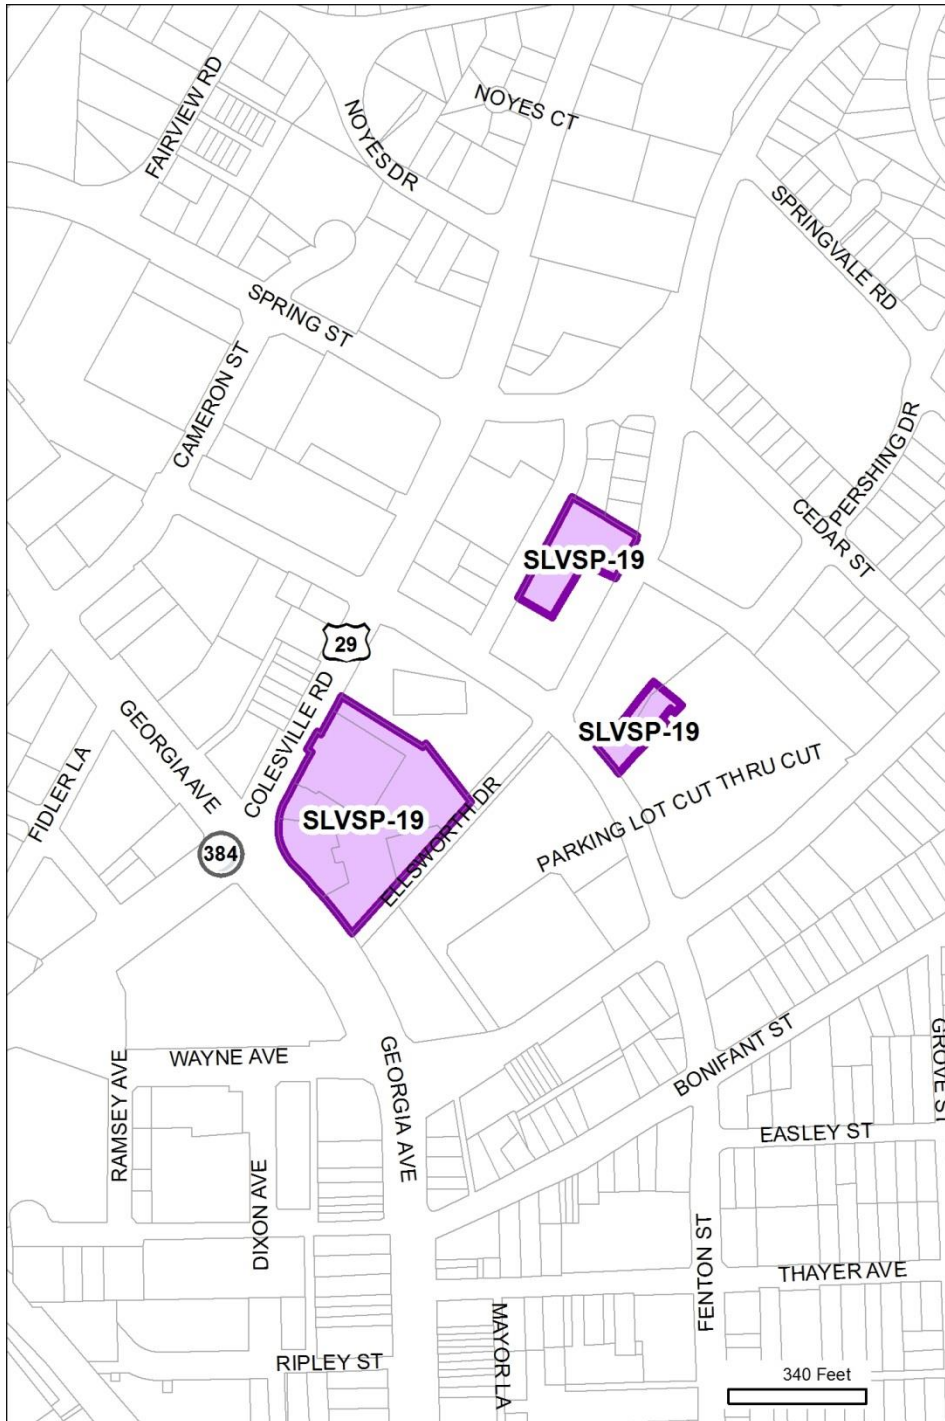 FAIRVIEW RD
NOYES DR
NOYES CT
SPRINGVALE RD
SPRING ST
CAMERON ST
PERSHING DR
CEDAR ST
SLVSP-19
29
COLESVILLE RD
GEORGIA AVE
FIDLER LA
SLVSP-19
SLVSP-19
384
ELLSWORTH DR
PARKING LOT CUT THRU CUT
WAYNE AVE
GEORGIA AVE
BONIFANT ST
GROVE ST
RAMSEY AVE
EASLEY ST
DIXON AVE
FENTON ST
THAYER AVE
MAYOR LA
RIPLEY ST
340 Feet